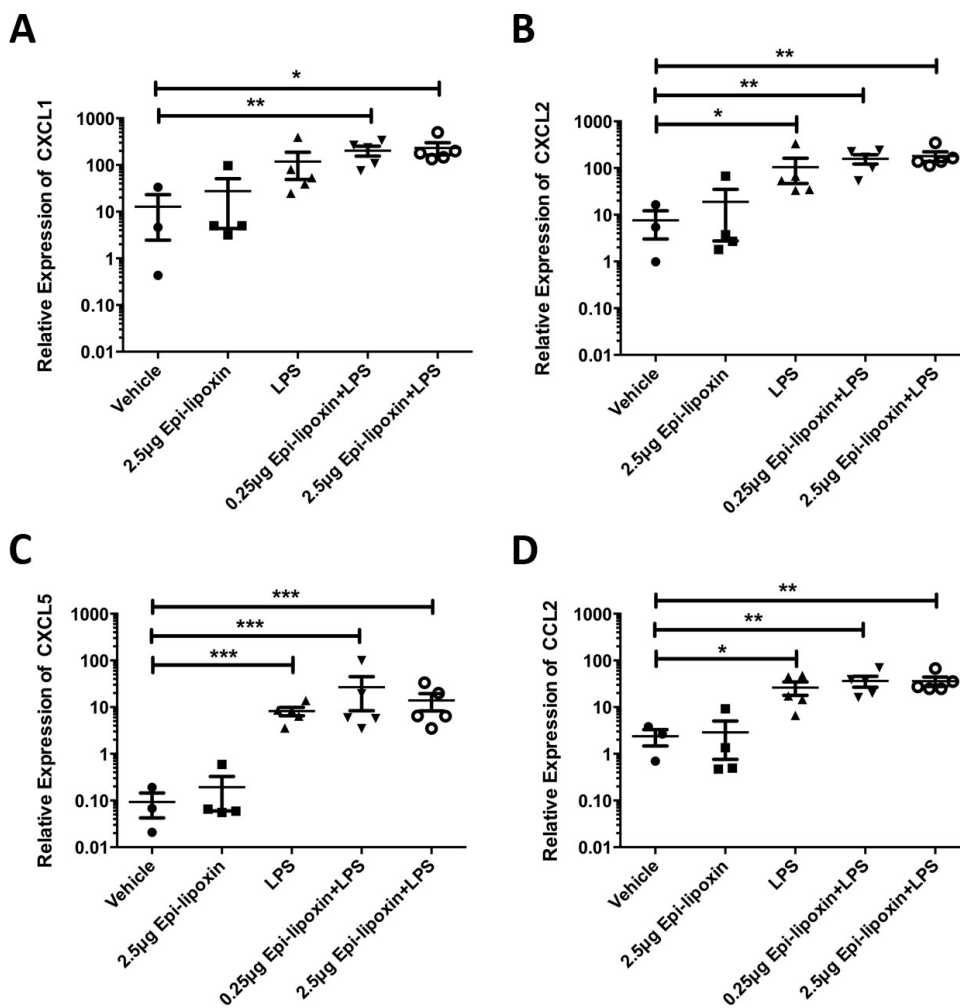 A
*
**
Relative Expression of CXCL1
1000
100
10
1
0.10
0.01
Vehicle
2.5µg Epi-lipoxin
LPS
0.25µg Epi-lipoxin+LPS
2.5µg Epi-lipoxin+LPS
B
**
**
*
Relative Expression of CXCL2
1000
100
10
1
0.10
0.01
Vehicle
2.5µg Epi-lipoxin
LPS
0.25µg Epi-lipoxin+LPS
2.5µg Epi-lipoxin+LPS
C
***
***
***
Relative Expression of CXCL5
1000
100
10
1
0.10
0.01
Vehicle
2.5µg Epi-lipoxin
LPS
0.25µg Epi-lipoxin+LPS
2.5µg Epi-lipoxin+LPS
D
**
**
*
Relative Expression of CCL2
1000
100
10
1
0.10
0.01
Vehicle
2.5µg Epi-lipoxin
LPS
0.25µg Epi-lipoxin+LPS
2.5µg Epi-lipoxin+LPS